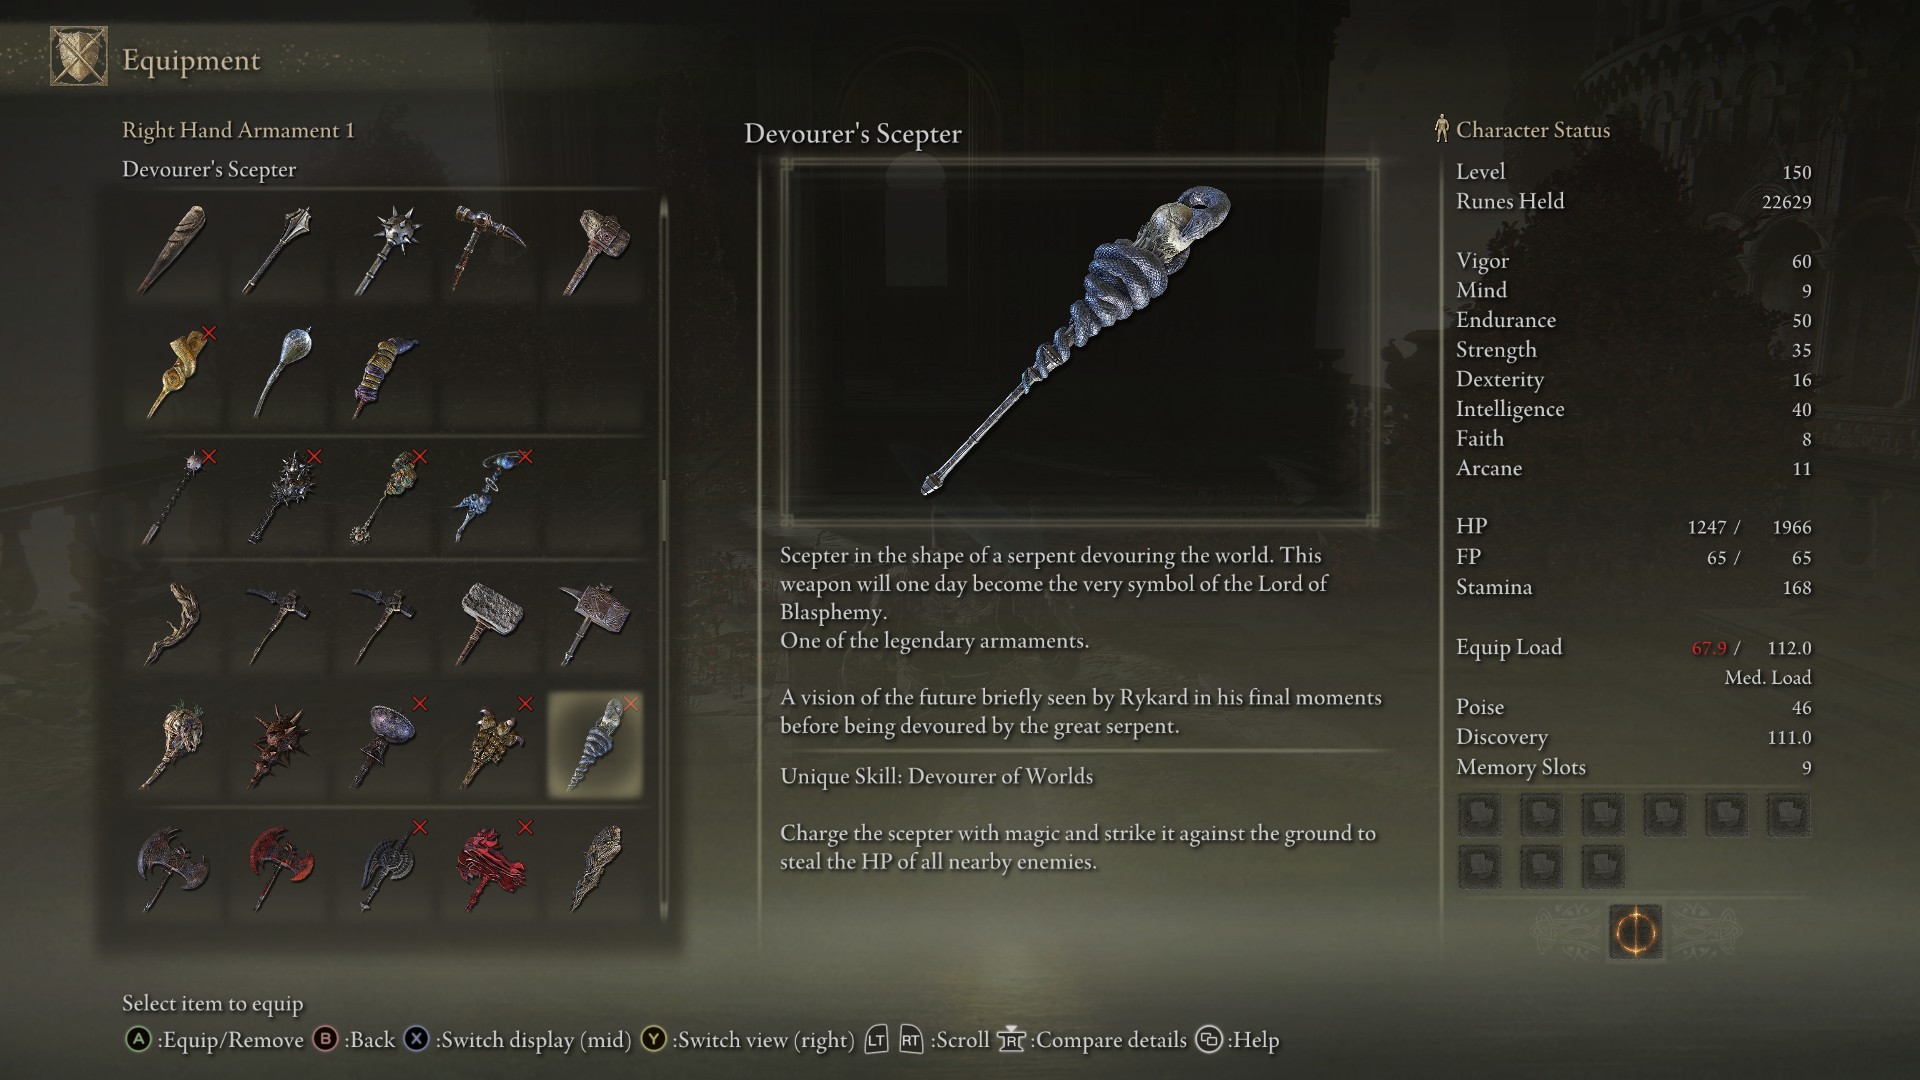 Equipment
Right Hand Armament 1
Devourer's Scepter
Devourer's Scepter
Scepter in the shape of a serpent devouring the world. This
weapon will one day become the very symbol of the Lord of
Blasphemy.
One of the legendary armaments.
A vision of the future briefly seen by Rykard in his final moments
before being devoured by the great serpent.
Unique Skill: Devourer of Worlds
Charge the scepter with magic and strike it against the ground to
steal the HP of all nearby enemies.
Character Status
Level 150
Runes Held 22629
Vigor 60
Mind 9
Endurance 50
Strength 35
Dexterity 16
Intelligence 40
Faith 8
Arcane 11
HP 1247 / 1966
FP 65 / 65
Stamina 168
Equip Load 67.9 / 112.0
Med. Load
Poise 46
Discovery 111.0
Memory Slots 9
Select item to equip
A :Equip/Remove B :Back X :Switch display (mid) Y :Switch view (right) LT RT :Scroll R :Compare details :Help